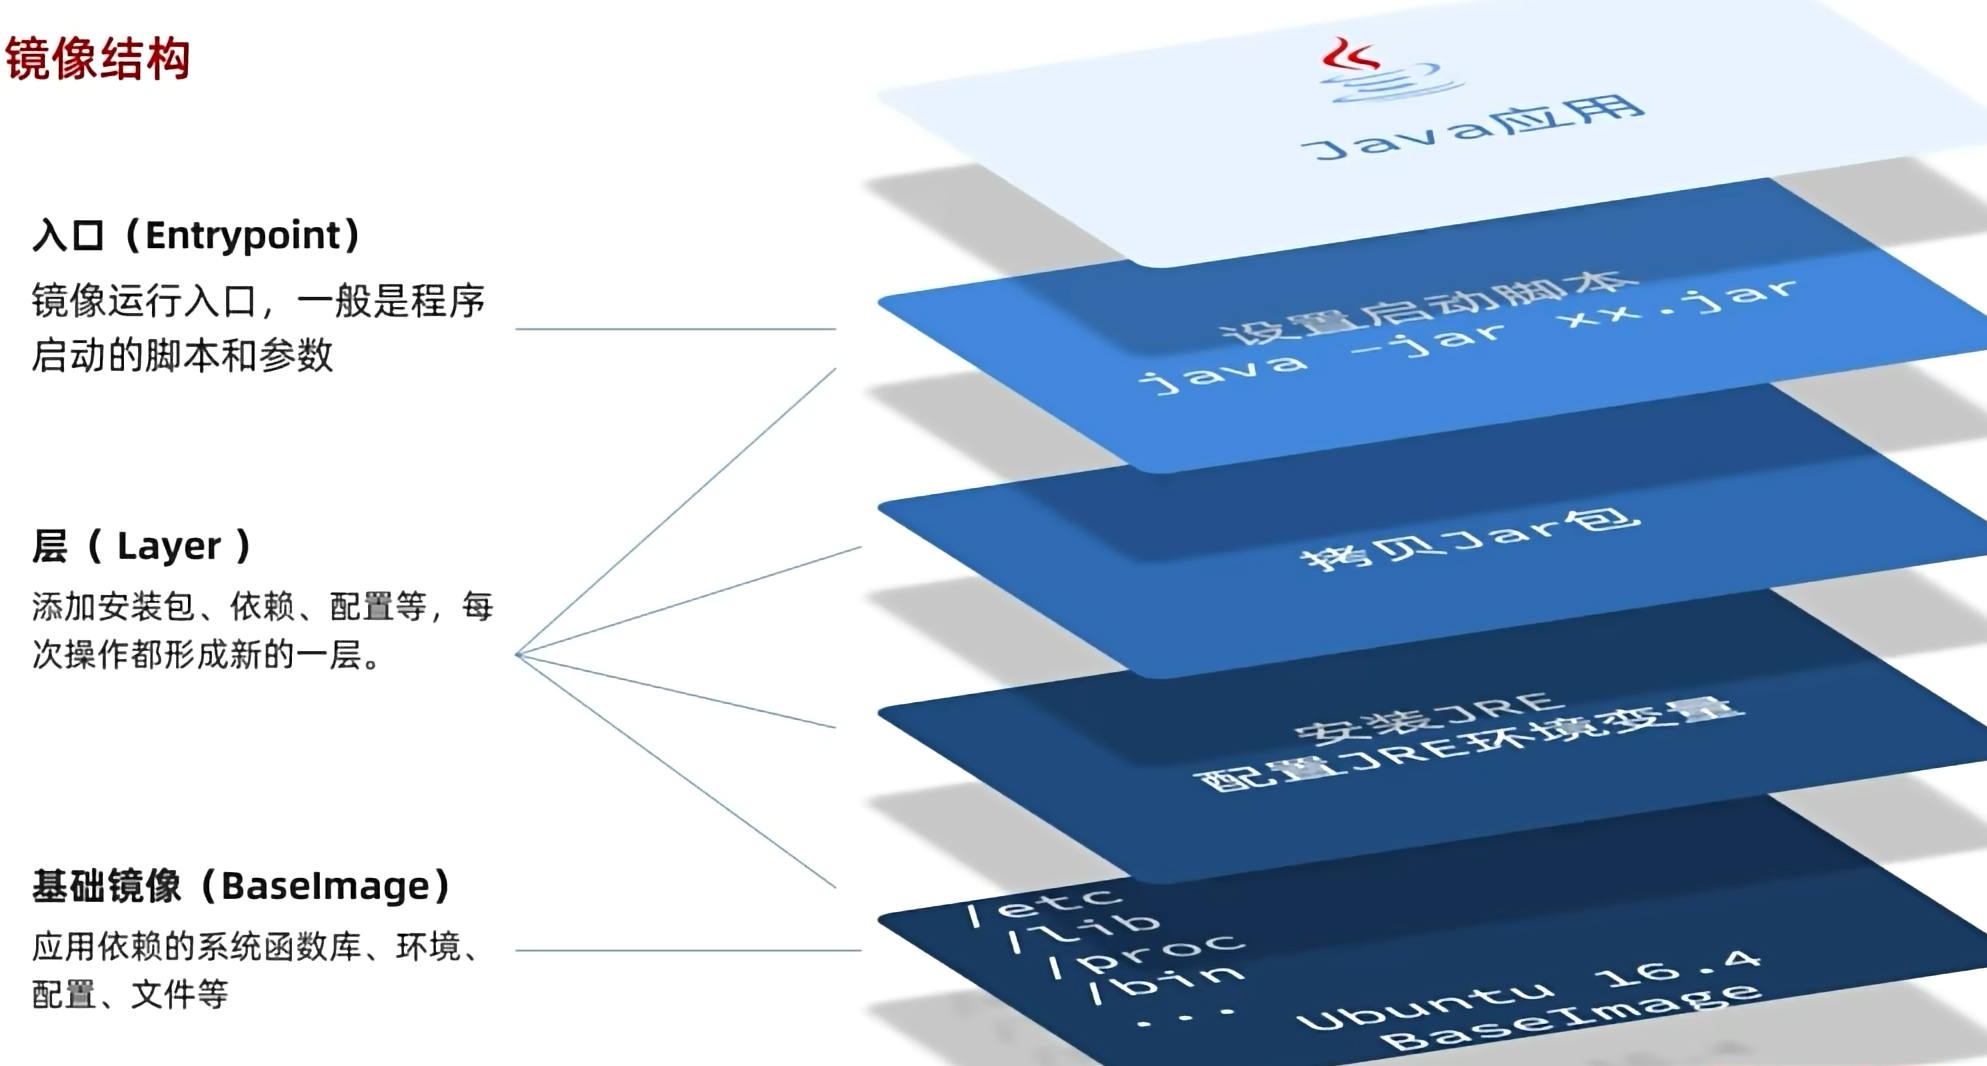 镜像结构
入口（Entrypoint）
镜像运行入口，一般是程序
启动的脚本和参数
层（ Layer ）
添加安装包、依赖、配置等，每
次操作都形成新的一层。
基础镜像（BaseImage）
应用依赖的系统函数库、环境、
配置、文件等
Java应用
设置启动脚本
java -jar xx.jar
拷贝Jar包
安装JRE
配置JRE环境变量
/etc
/lib
/proc
/bin
...
Ubuntu 16.4
BaseImage